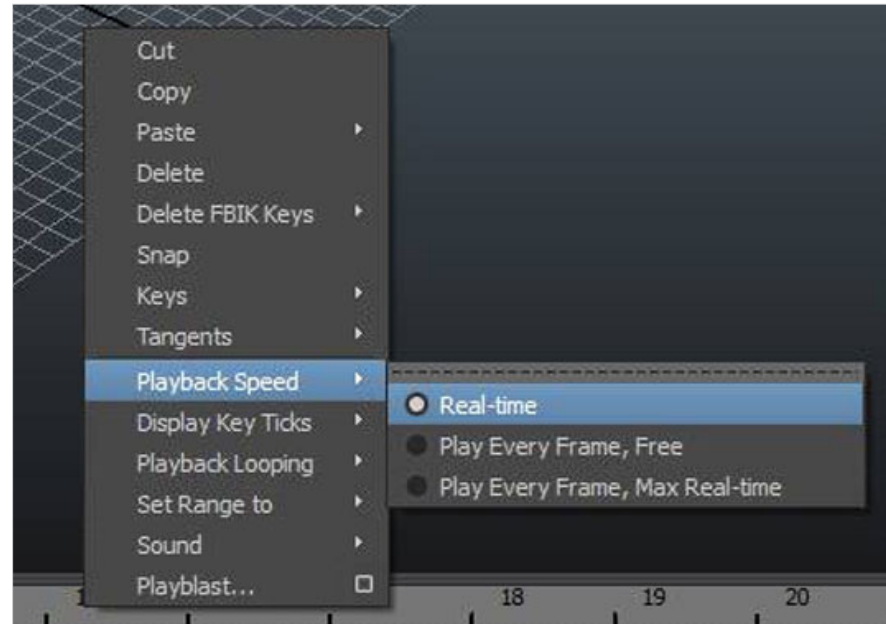 Cut
Copy
Paste
Delete
Delete FBIK Keys
Snap
Keys
Tangents
Playback Speed
Real-time
Display Key Ticks
Play Every Frame, Free
Playback Looping
Play Every Frame, Max Real-time
Set Range to
Sound
Playblast...
18 19 20